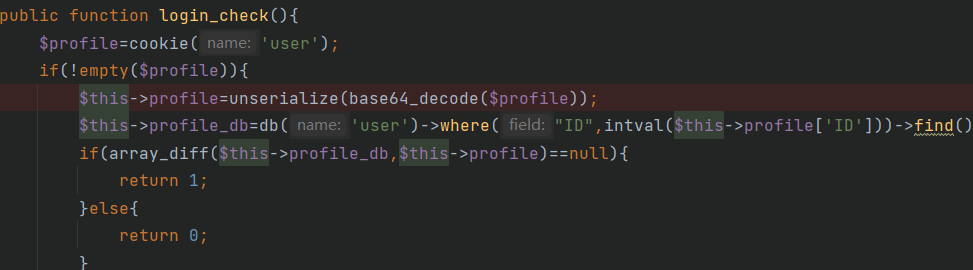 public function login_check(){
$profile=cookie( name: 'user');
if(!empty($profile)){
$this->profile=unserialize(base64_decode($profile));
$this->profile_db=db( name: 'user')->where( field: "ID",intval($this->profile['ID']))->find()
if(array_diff($this->profile_db,$this->profile)==null){
return 1;
}else{
return 0;
}